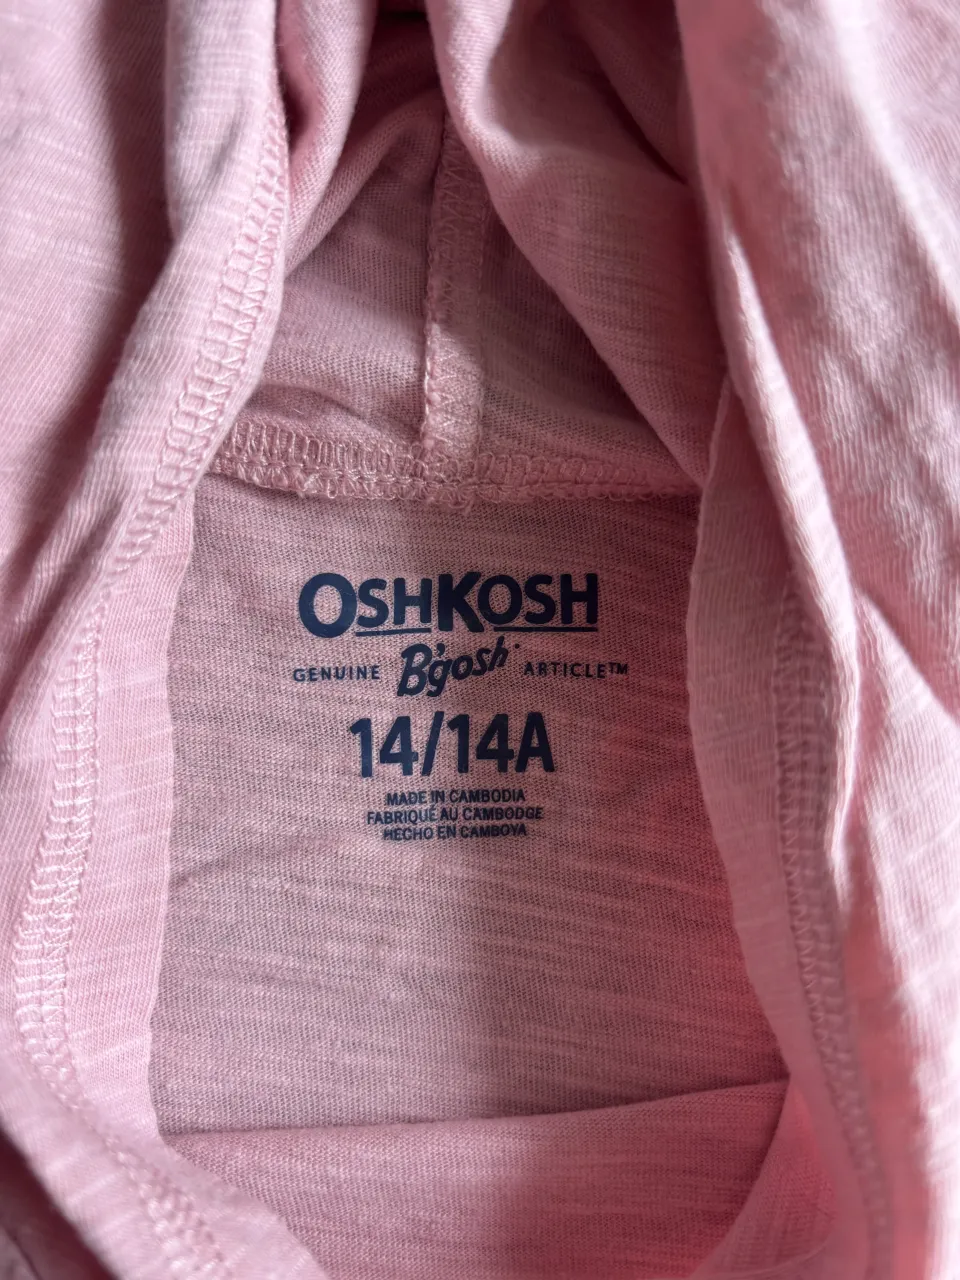 OSHKOSH
GENUINE B'gosh ARTICLE™
14/14A
MADE IN CAMBODIA
FABRIQUÉ AU CAMBODGE
HECHO EN CAMBOYA